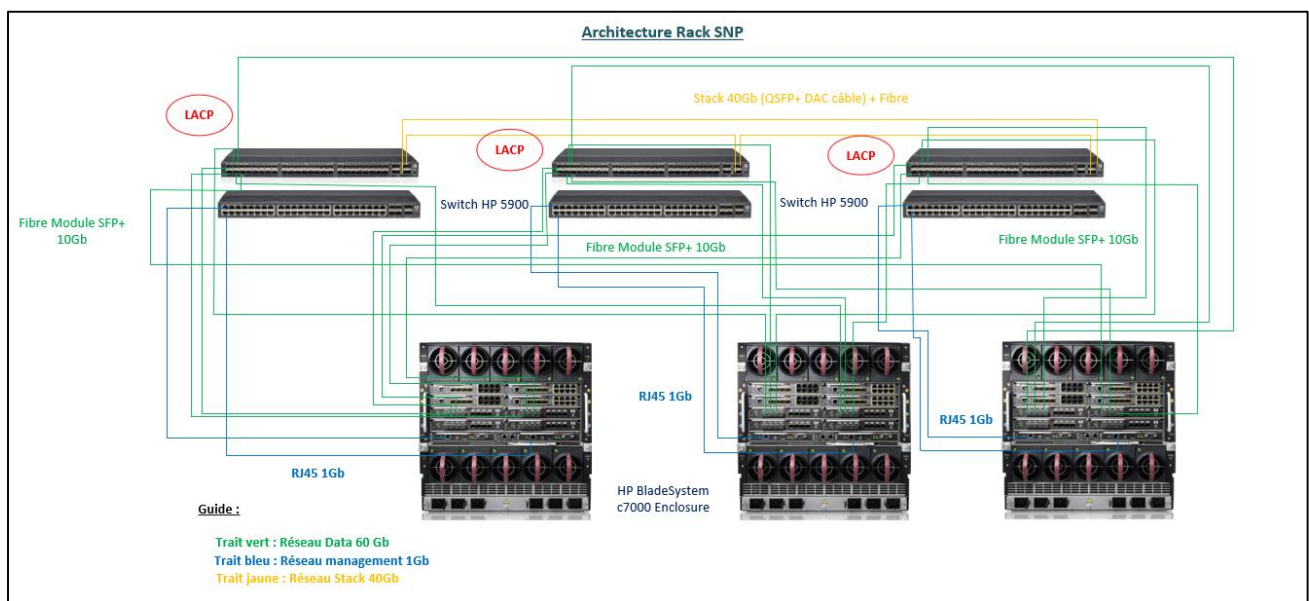 Architecture Rack SNP
Stack 40Gb (QSFP+ DAC câble) + Fibre
LACP
LACP
LACP
Switch HP 5900
Switch HP 5900
Fibre Module SFP+
10Gb
Fibre Module SFP+ 10Gb
Fibre Module SFP+ 10Gb
RJ45 1Gb
RJ45 1Gb
RJ45 1Gb
HP BladeSystem
c7000 Enclosure
Guide :
Trait vert : Réseau Data 60 Gb
Trait bleu : Réseau management 1Gb
Trait jaune : Réseau Stack 40Gb